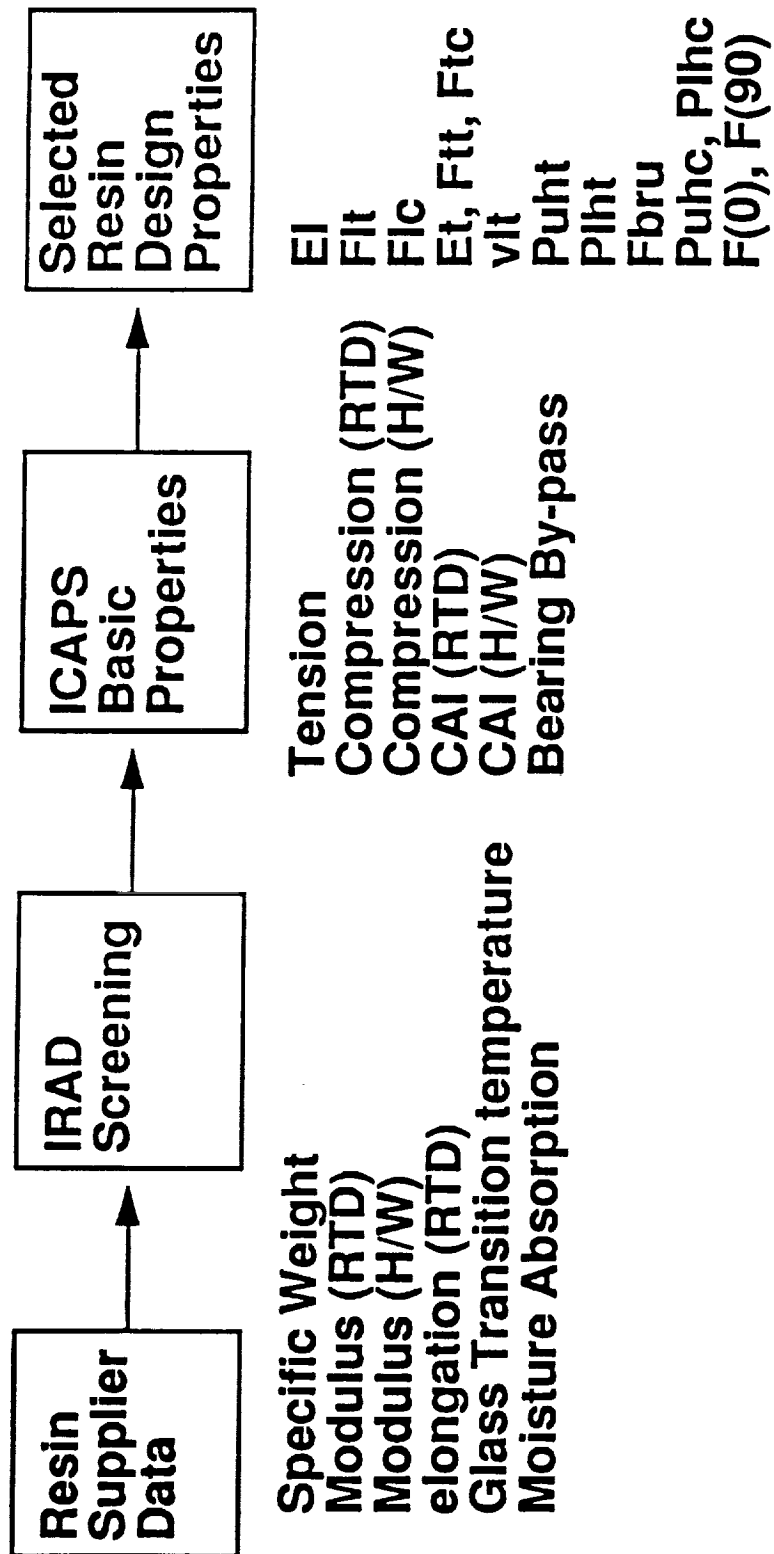 Resin
Supplier
Data
IRAD
Screening
ICAPS
Basic
Properties
Selected
Resin
Design
Properties
Specific Weight
Modulus (RTD)
Modulus (H/W)
elongation (RTD)
Glass Transition temperature
Moisture Absorption
Tension
Compression (RTD)
Compression (H/W)
CAI (RTD)
CAI (H/W)
Bearing By-pass
El
Flt
Flc
Et, Ftt, Ftc
vlt
Puht
Plht
Fbru
Puhc, Plhc
F(0), F(90)